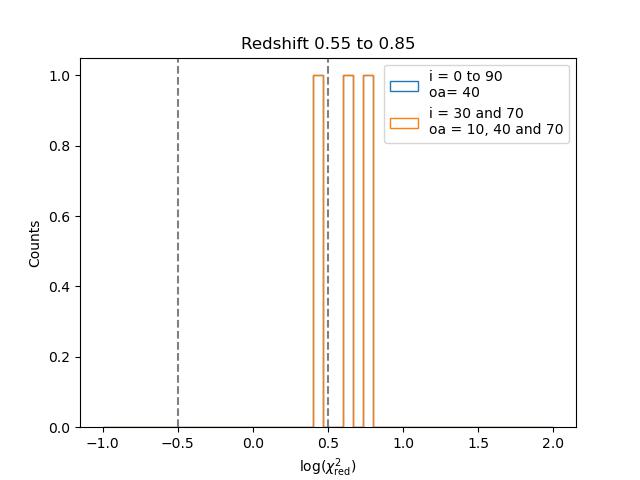 Redshift 0.55 to 0.85
i = 0 to 90
oa= 40
i = 30 and 70
oa = 10, 40 and 70
Counts
1.0
0.8
0.6
0.4
0.2
0.0
−1.0 −0.5 0.0 0.5 1.0 1.5 2.0
log(χ²_red)